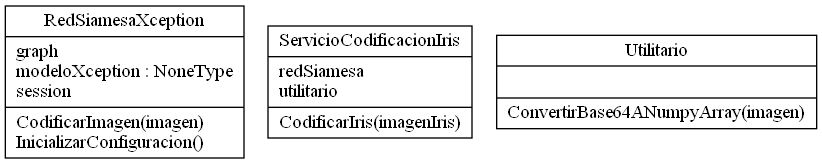 RedSiamesaXception
graph
modeloXception : NoneType
session
CodificarImagen(imagen)
InicializarConfiguracion()
ServicioCodificacionIris
redSiamesa
utilitario
CodificarIris(imagenIris)
Utilitario
ConvertirBase64ANumpyArray(imagen)